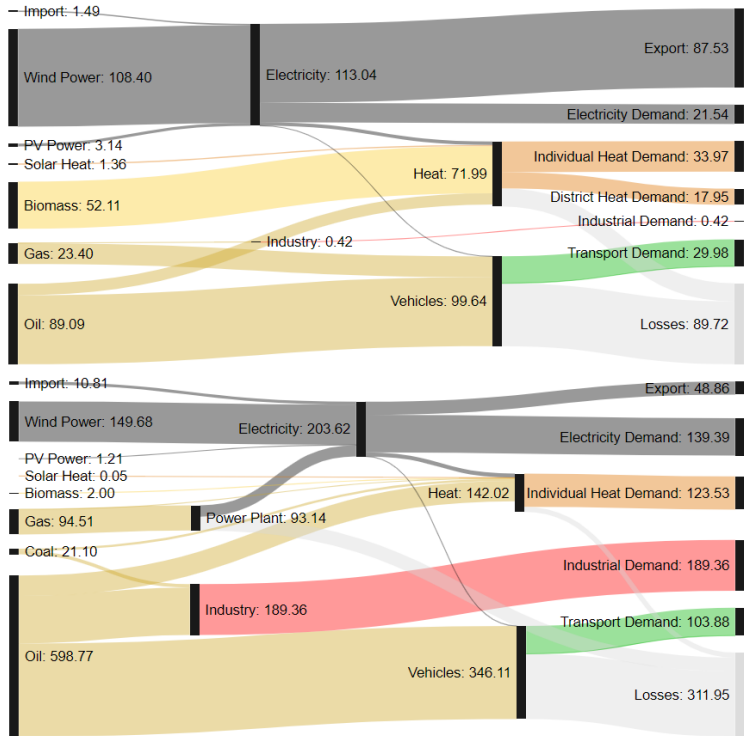 Import: 1.49
Export: 87.53
Wind Power: 108.40
Electricity: 113.04
Electricity Demand: 21.54
PV Power: 3.14
Individual Heat Demand: 33.97
Solar Heat: 1.36
Heat: 71.99
District Heat Demand: 17.95
Biomass: 52.11
Industrial Demand: 0.42
Industry: 0.42
Gas: 23.40
Transport Demand: 29.98
Vehicles: 99.64
Oil: 89.09
Losses: 89.72
Import: 10.81
Export: 48.86
Wind Power: 149.68
Electricity: 203.62
Electricity Demand: 139.39
PV Power: 1.21
Solar Heat: 0.05
Biomass: 2.00
Heat: 142.02
Individual Heat Demand: 123.53
Gas: 94.51
Power Plant: 93.14
Coal: 21.10
Industrial Demand: 189.36
Industry: 189.36
Transport Demand: 103.88
Oil: 598.77
Vehicles: 346.11
Losses: 311.95